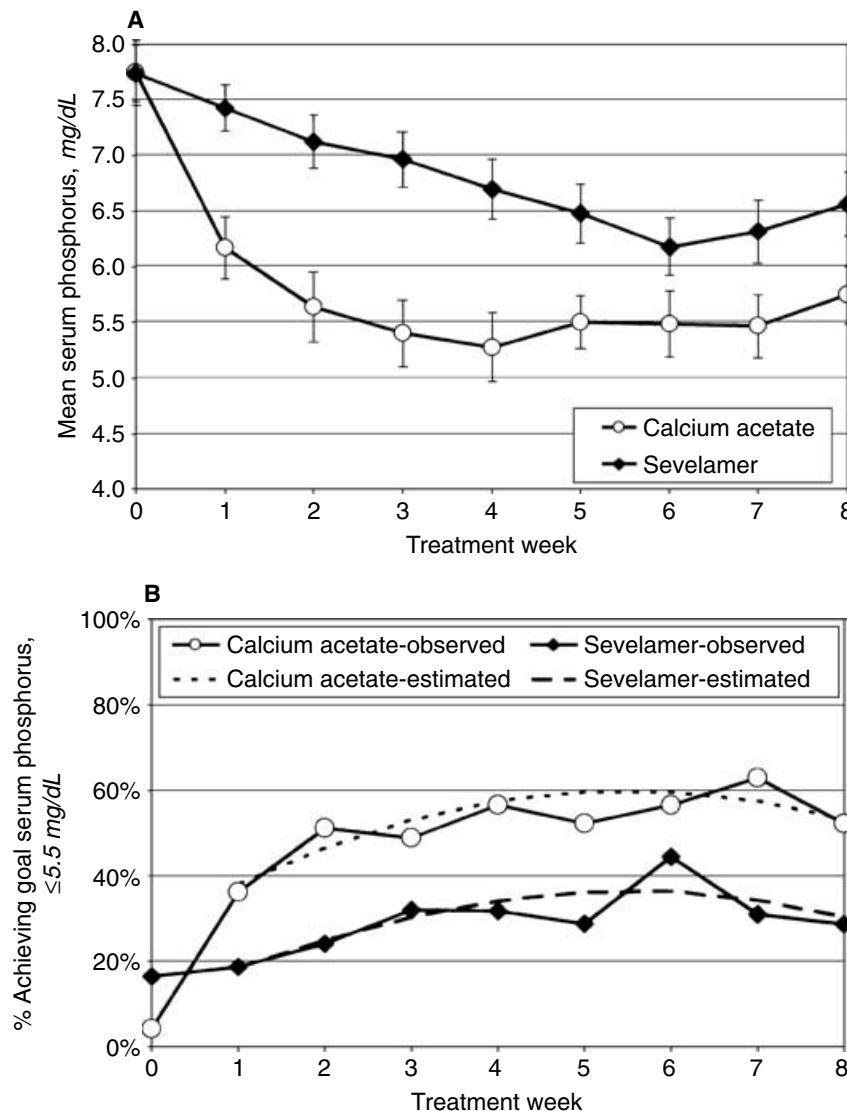 A
Mean serum phosphorus, mg/dL
8.0
7.5
7.0
6.5
6.0
5.5
5.0
4.5
4.0
Calcium acetate
Sevelamer
0 1 2 3 4 5 6 7 8
Treatment week
B
% Achieving goal serum phosphorus,
≤5.5 mg/dL
100%
80%
60%
40%
20%
0%
Calcium acetate-observed Sevelamer-observed
Calcium acetate-estimated Sevelamer-estimated
0 1 2 3 4 5 6 7 8
Treatment week